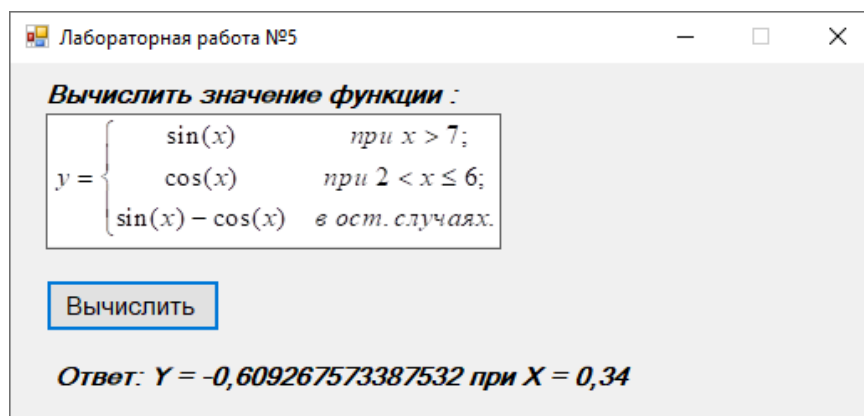 Лабораторная работа №5
Вычислить значение функции :
sin(x) при x > 7;
y = { cos(x) при 2 < x ≤ 6;
sin(x) − cos(x) в ост. случаях.
Вычислить
Ответ: Y = -0,609267573387532 при X = 0,34